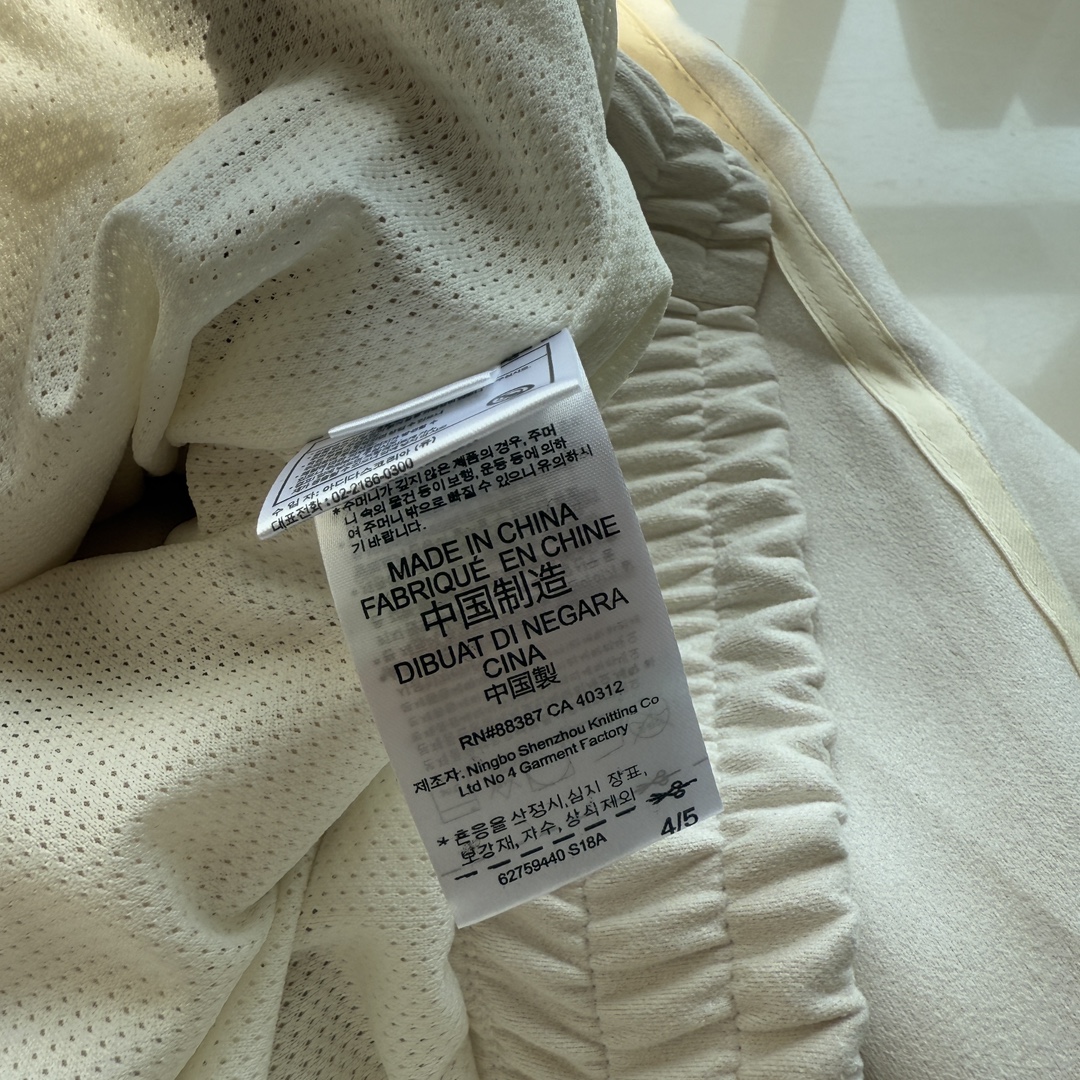 수 입 자: 아디다스코리아 (유)
대표전화 : 02-2186-0300
* 주머니가 깊지 않은 제품의 경우, 주머
니 속의 물건 등이 보행, 운동 등에 의하
여 주머니 밖으로 빠질 수 있으니 유의하시
기 바랍니다.
MADE IN CHINA
FABRIQUÉ EN CHINE
中国制造
DIBUAT DI NEGARA
CINA
中国製
RN#88387 CA 40312
제조자. Ningbo Shenzhou Knitting Co
Ltd No 4 Garment Factory
* 혼용율 산정시,심지 장표,
보강재, 자수, 상식제외
4/5
62759440 S18A